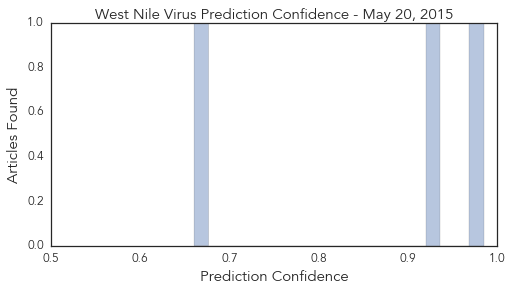 West Nile Virus Prediction Confidence - May 20, 2015
Articles Found
1.0
0.8
0.6
0.4
0.2
0.0
0.5 0.6 0.7 0.8 0.9 1.0
Prediction Confidence